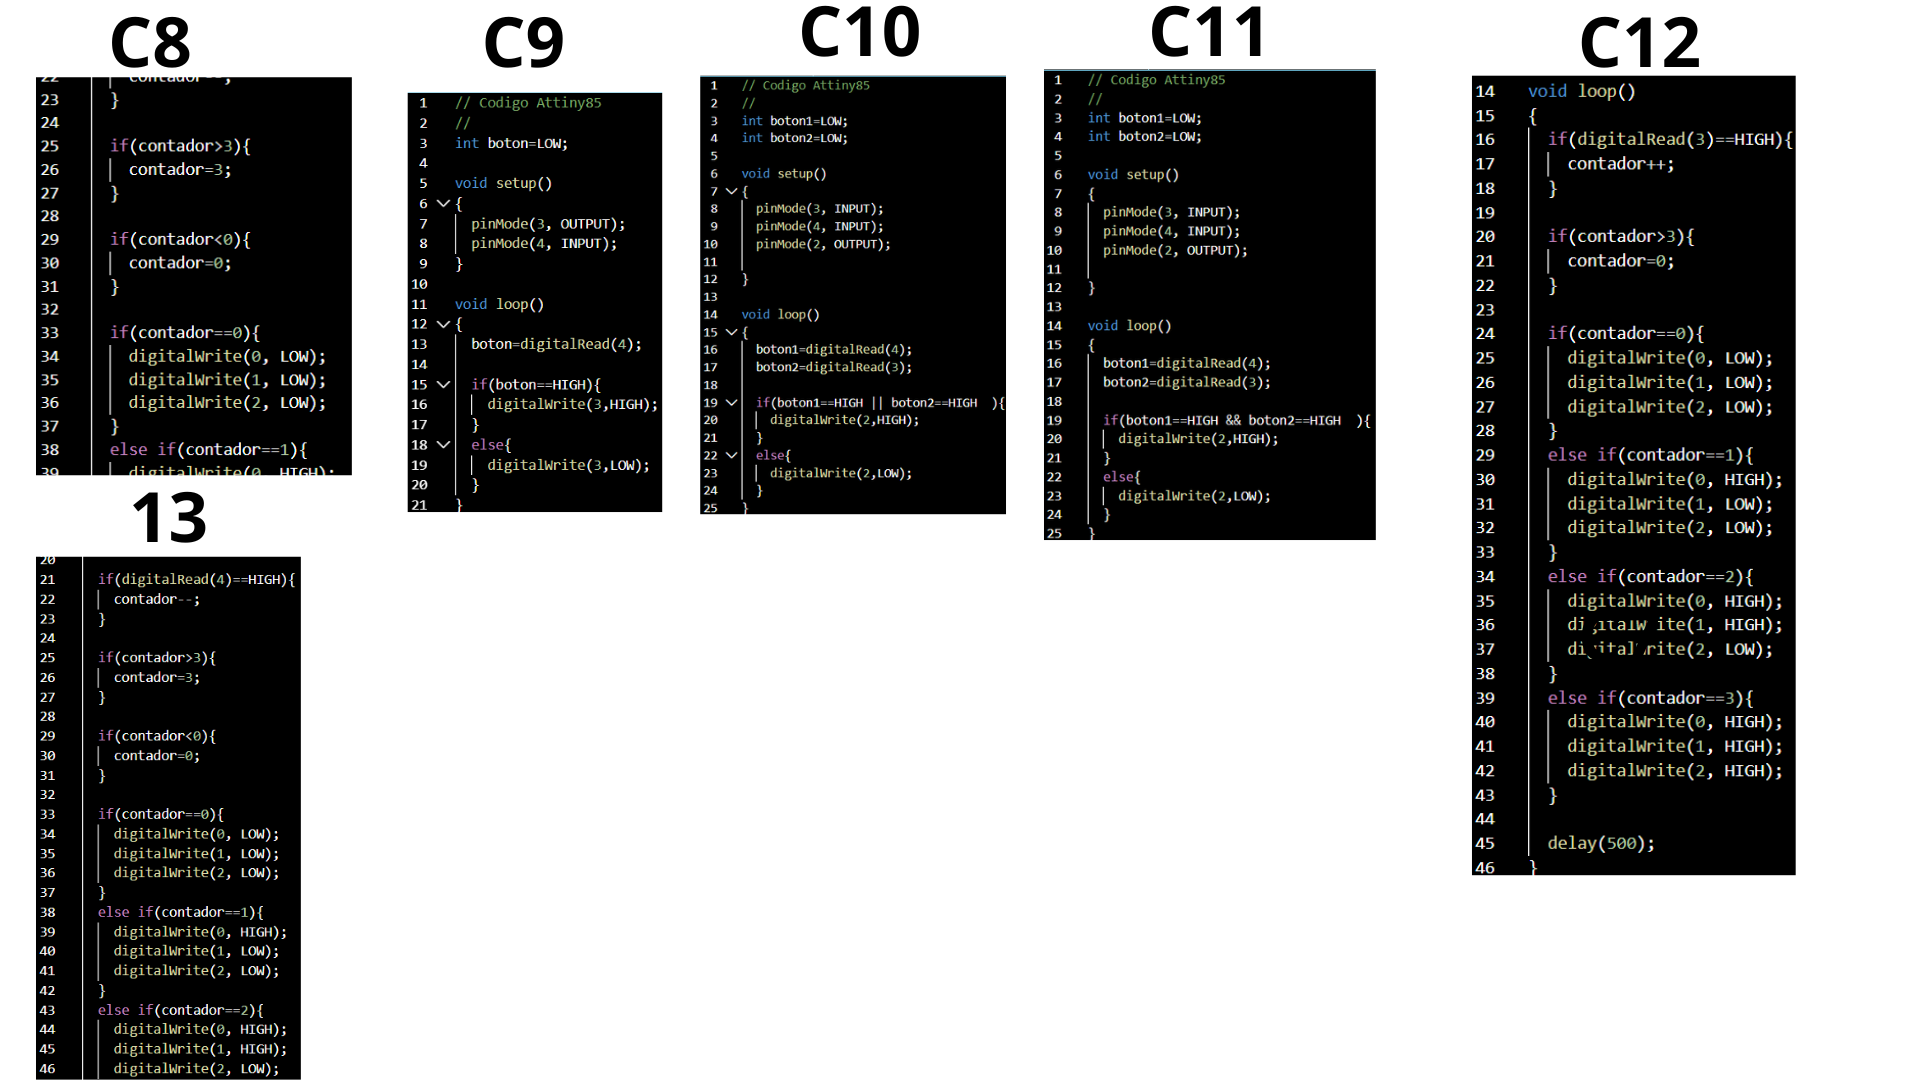 C8
contador--;
23 }
24
25 if(contador>3){
26 contador=3;
27 }
28
29 if(contador<0){
30 contador=0;
31 }
32
33 if(contador==0){
34 digitalWrite(0, LOW);
35 digitalWrite(1, LOW);
36 digitalWrite(2, LOW);
37 }
38 else if(contador==1){
39 digitalWrite(0, HIGH);
C9
1 // Codigo Attiny85
2 //
3 int boton=LOW;
4
5 void setup()
6 {
7 pinMode(3, OUTPUT);
8 pinMode(4, INPUT);
9 }
10
11 void loop()
12 {
13 boton=digitalRead(4);
14
15 if(boton==HIGH){
16 digitalWrite(3,HIGH);
17 }
18 else{
19 digitalWrite(3,LOW);
20 }
21 }
C10
1 // Codigo Attiny85
2 //
3 int boton1=LOW;
4 int boton2=LOW;
5
6 void setup()
7 {
8 pinMode(3, INPUT);
9 pinMode(4, INPUT);
10 pinMode(2, OUTPUT);
11
12 }
13
14 void loop()
15 {
16 boton1=digitalRead(4);
17 boton2=digitalRead(3);
18
19 if(boton1==HIGH || boton2==HIGH ){
20 digitalWrite(2,HIGH);
21 }
22 else{
23 digitalWrite(2,LOW);
24 }
25 }
C11
1 // Codigo Attiny85
2 //
3 int boton1=LOW;
4 int boton2=LOW;
5
6 void setup()
7 {
8 pinMode(3, INPUT);
9 pinMode(4, INPUT);
10 pinMode(2, OUTPUT);
11
12 }
13
14 void loop()
15 {
16 boton1=digitalRead(4);
17 boton2=digitalRead(3);
18
19 if(boton1==HIGH && boton2==HIGH ){
20 digitalWrite(2,HIGH);
21 }
22 else{
23 digitalWrite(2,LOW);
24 }
25 }
C12
14 void loop()
15 {
16 if(digitalRead(3)==HIGH){
17 contador++;
18 }
19
20 if(contador>3){
21 contador=0;
22 }
23
24 if(contador==0){
25 digitalWrite(0, LOW);
26 digitalWrite(1, LOW);
27 digitalWrite(2, LOW);
28 }
29 else if(contador==1){
30 digitalWrite(0, HIGH);
31 digitalWrite(1, LOW);
32 digitalWrite(2, LOW);
33 }
34 else if(contador==2){
35 digitalWrite(0, HIGH);
36 digitalWrite(1, HIGH);
37 digitalWrite(2, LOW);
38 }
39 else if(contador==3){
40 digitalWrite(0, HIGH);
41 digitalWrite(1, HIGH);
42 digitalWrite(2, HIGH);
43 }
44
45 delay(500);
46 }
13
20
21 if(digitalRead(4)==HIGH){
22 contador--;
23 }
24
25 if(contador>3){
26 contador=3;
27 }
28
29 if(contador<0){
30 contador=0;
31 }
32
33 if(contador==0){
34 digitalWrite(0, LOW);
35 digitalWrite(1, LOW);
36 digitalWrite(2, LOW);
37 }
38 else if(contador==1){
39 digitalWrite(0, HIGH);
40 digitalWrite(1, LOW);
41 digitalWrite(2, LOW);
42 }
43 else if(contador==2){
44 digitalWrite(0, HIGH);
45 digitalWrite(1, HIGH);
46 digitalWrite(2, LOW);